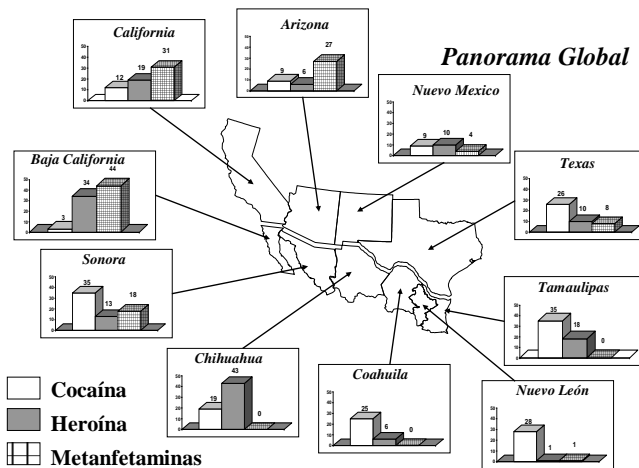 Panorama Global
California
50
40
30
20
10
0
12 19 31
Arizona
50
40
30
20
10
0
9 6 27
Nuevo Mexico
50
40
30
20
10
0
9 10 4
Baja California
50
40
30
20
10
0
3 34 44
Texas
50
40
30
20
10
0
26 10 8
Sonora
50
40
30
20
10
0
35 13 18
Tamaulipas
50
40
30
20
10
0
35 18 0
Chihuahua
50
40
30
20
10
0
19 43 0
Coahuila
50
40
30
20
10
0
25 6 0
Nuevo León
50
40
30
20
10
0
28 1 1
Cocaína
Heroína
Metanfetaminas